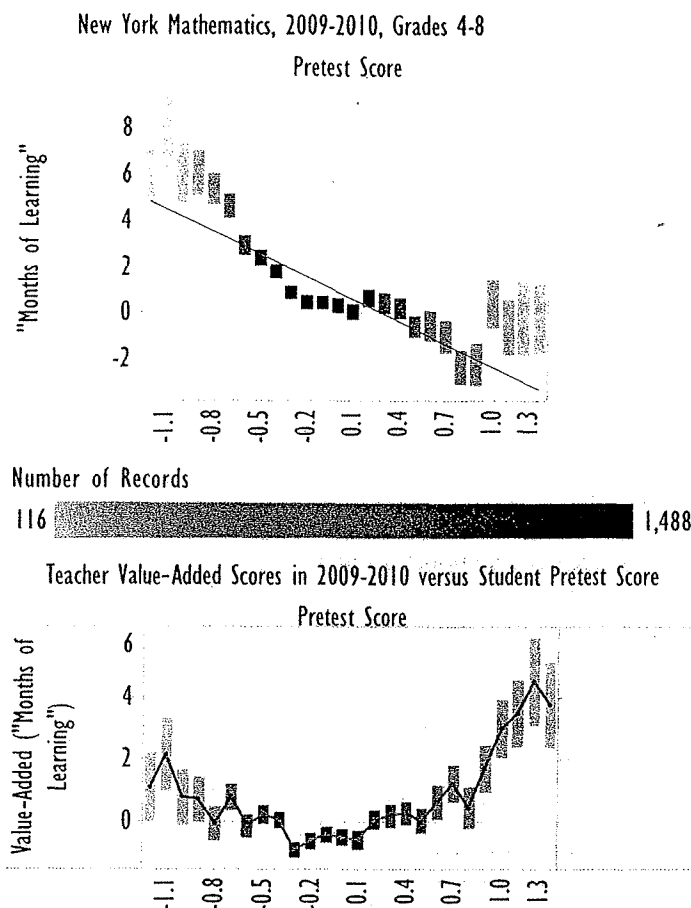 New York Mathematics, 2009-2010, Grades 4-8
Pretest Score
"Months of Learning"
8
6
4
2
0
-2
-1.1 -0.8 -0.5 -0.2 0.1 0.4 0.7 1.0 1.3
Number of Records
116 1,488
Teacher Value-Added Scores in 2009-2010 versus Student Pretest Score
Pretest Score
Value-Added ("Months of
Learning")
6
4
2
0
-1.1 -0.8 -0.5 -0.2 0.1 0.4 0.7 1.0 1.3